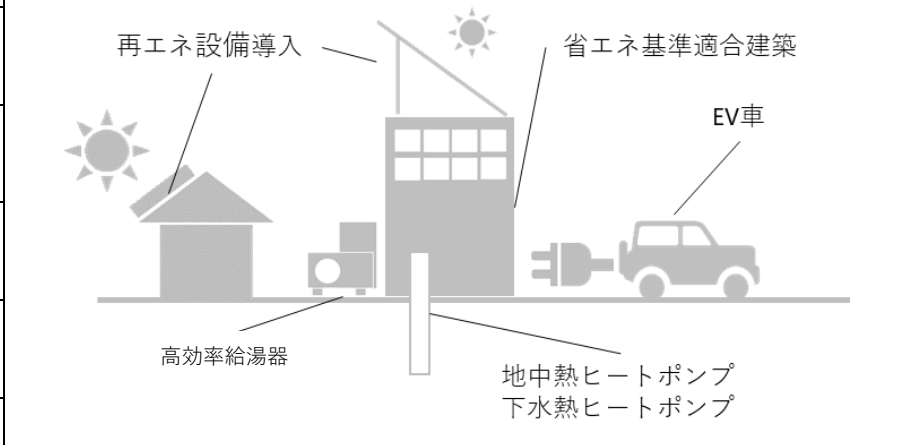 再エネ設備導入
省エネ基準適合建築
EV車
高効率給湯器
地中熱ヒートポンプ
下水熱ヒートポンプ